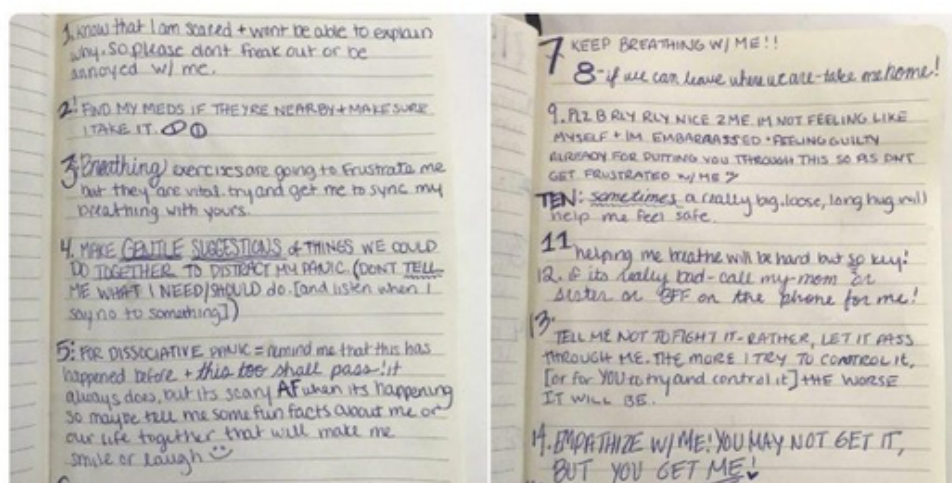 1. know that I am scared + wont be able to explain
why. so please dont freak out or be
annoyed w/ me.
2! FIND MY MEDS IF THEYRE NEARBY + MAKE SURE
I TAKE IT.
3: Breathing exercises are going to frustrate me
but they are vital. try and get me to sync my
breathing with yours.
4. MAKE GENTLE SUGGESTIONS of THINGS WE COULD
DO TOGETHER TO DISTRACT MY PANIC (DON'T TELL
ME WHAT I NEED/SHOULD do. [and listen when I
say no to something])
5: FOR DISSOCIATIVE PANIC = remind me that this has
happened before + this too shall pass! it
always does, but its scary AF when its happening
so maybe tell me some fun facts about me or
our life together that will make me
smile or laugh
7 KEEP BREATHING W/ ME!!
8- if we can leave where we are - take me home!
9. PLZ B RLY RLY NICE 2 ME. IM NOT FEELING LIKE
MYSELF + IM EMBARRASSED + FEELING GUILTY
ALREADY FOR PUTTING YOU THROUGH THIS SO PLS DNT
GET FRUSTRATED W/ ME
TEN: sometimes a really big, loose, long hug will
help me feel safe.
11 helping me breathe will be hard but so key!
12. if its really bad - call my mom or
sister or BFF on the phone for me!
13. TELL ME NOT TO FIGHT IT - RATHER, LET IT PASS
THROUGH ME. THE MORE I TRY TO CONTROL IT,
[or for YOU to try and control it] + THE WORSE
IT WILL BE.
14. EMPATHIZE W/ ME! YOU MAY NOT GET IT,
BUT YOU GET ME!